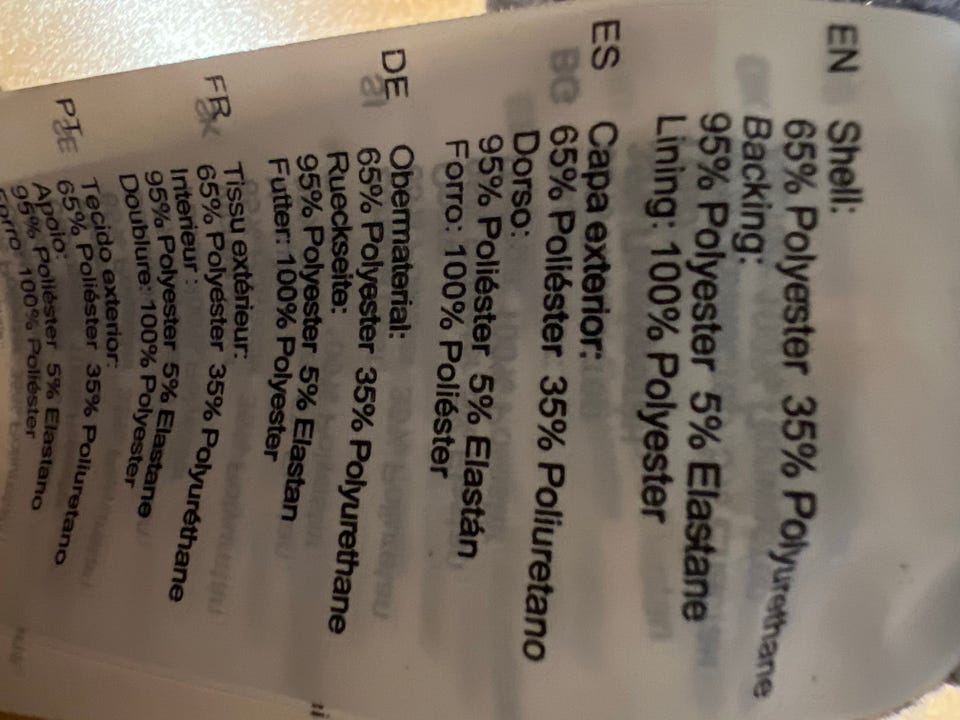 EN Shell:
65% Polyester 35% Polyurethane
Backing:
95% Polyester 5% Elastane
Lining: 100% Polyester
ES Capa exterior:
65% Poliéster 35% Poliuretano
Dorso:
95% Poliéster 5% Elastán
Forro: 100% Poliéster
DE Obermaterial:
65% Polyester 35% Polyurethane
Rueckseite:
95% Polyester 5% Elastan
Futter: 100% Polyester
FR Tissu extérieur:
65% Polyester 35% Polyuréthane
Interieur :
95% Polyester 5% Elastane
Doublure: 100% Polyester
PT Tecido exterior:
65% Poliéster 35% Poliuretano
Apoio:
95% Poliéster 5% Elastano
Forro: 100% Poliéster